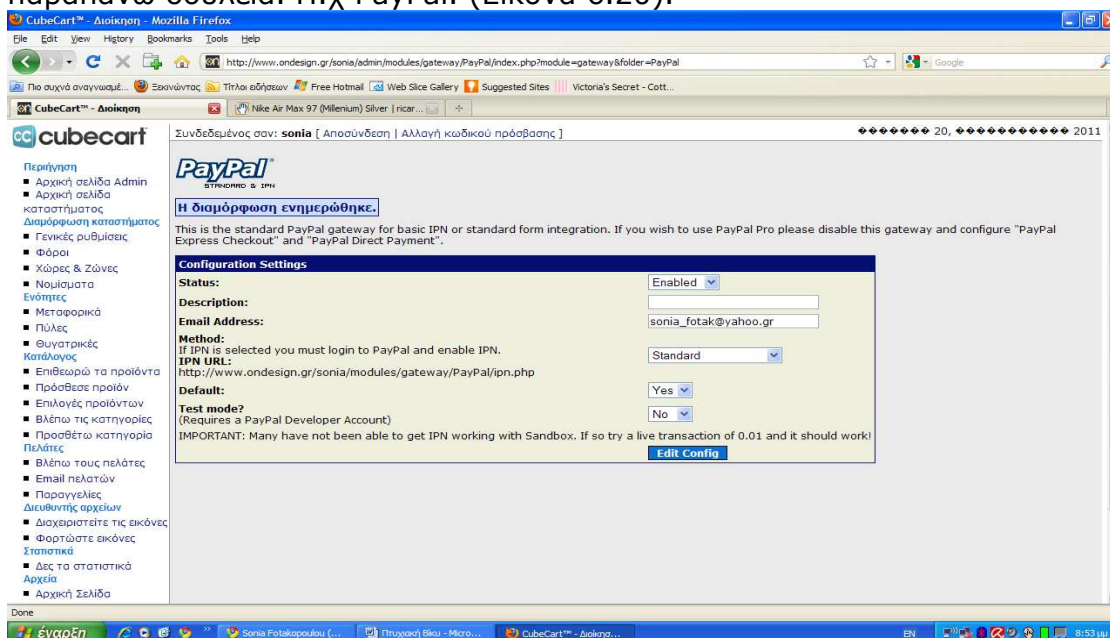 παραπάνω δουλειά. π.χ PayPal. (Εικόνα 6.20).
CubeCart™ - Διοίκηση - Mozilla Firefox
File Edit View History Bookmarks Tools Help
http://www.ondesign.gr/sonia/admin/modules/gateway/PayPal/index.php?module=gateway&folder=PayPal
Google
Πιο συχνά αναγνωσμέ... Ξεκινώντας Τίτλοι ειδήσεων Free Hotmail Web Slice Gallery Suggested Sites Victoria's Secret - Cott...
CubeCart™ - Διοίκηση
Nike Air Max 97 (Millenium) Silver | ricar...
cc cubecart
Συνδεδεμένος σαν: sonia [ Αποσύνδεση | Αλλαγή κωδικού πρόσβασης ]
������� 20, ������������ 2011
Περιήγηση
Αρχική σελίδα Admin
Αρχική σελίδα
καταστήματος
Διαμόρφωση καταστήματος
Γενικές ρυθμίσεις
Φόροι
Χώρες & Ζώνες
Νομίσματα
Ενότητες
Μεταφορικά
Πύλες
Θυγατρικές
Κατάλογος
Επιθεωρώ τα προϊόντα
Πρόσθεσε προϊόν
Επιλογές προϊόντων
Βλέπω τις κατηγορίες
Προσθέτω κατηγορία
Πελάτες
Βλέπω τους πελάτες
Email πελατών
Παραγγελίες
Διευθυντής αρχείων
Διαχειριστείτε τις εικόνες
Φορτώστε εικόνες
Στατιστικά
Δες τα στατιστικά
Αρχεία
Αρχική Σελίδα
PayPal
STANDARD & IPN
Η διαμόρφωση ενημερώθηκε.
This is the standard PayPal gateway for basic IPN or standard form integration. If you wish to use PayPal Pro please disable this gateway and configure "PayPal
Express Checkout" and "PayPal Direct Payment".
Configuration Settings
Status: Enabled
Description:
Email Address: sonia_fotak@yahoo.gr
Method:
If IPN is selected you must login to PayPal and enable IPN.
IPN URL: Standard
http://www.ondesign.gr/sonia/modules/gateway/PayPal/ipn.php
Default: Yes
Test mode? No
(Requires a PayPal Developer Account)
IMPORTANT: Many have not been able to get IPN working with Sandbox. If so try a live transaction of 0.01 and it should work!
Edit Config
Done
έναρξη
Sonia Fotakopoulou (...
Πτυχιακή Βίκυ - Micro...
CubeCart™ - Διοίκησ...
EN
8:53 μμ